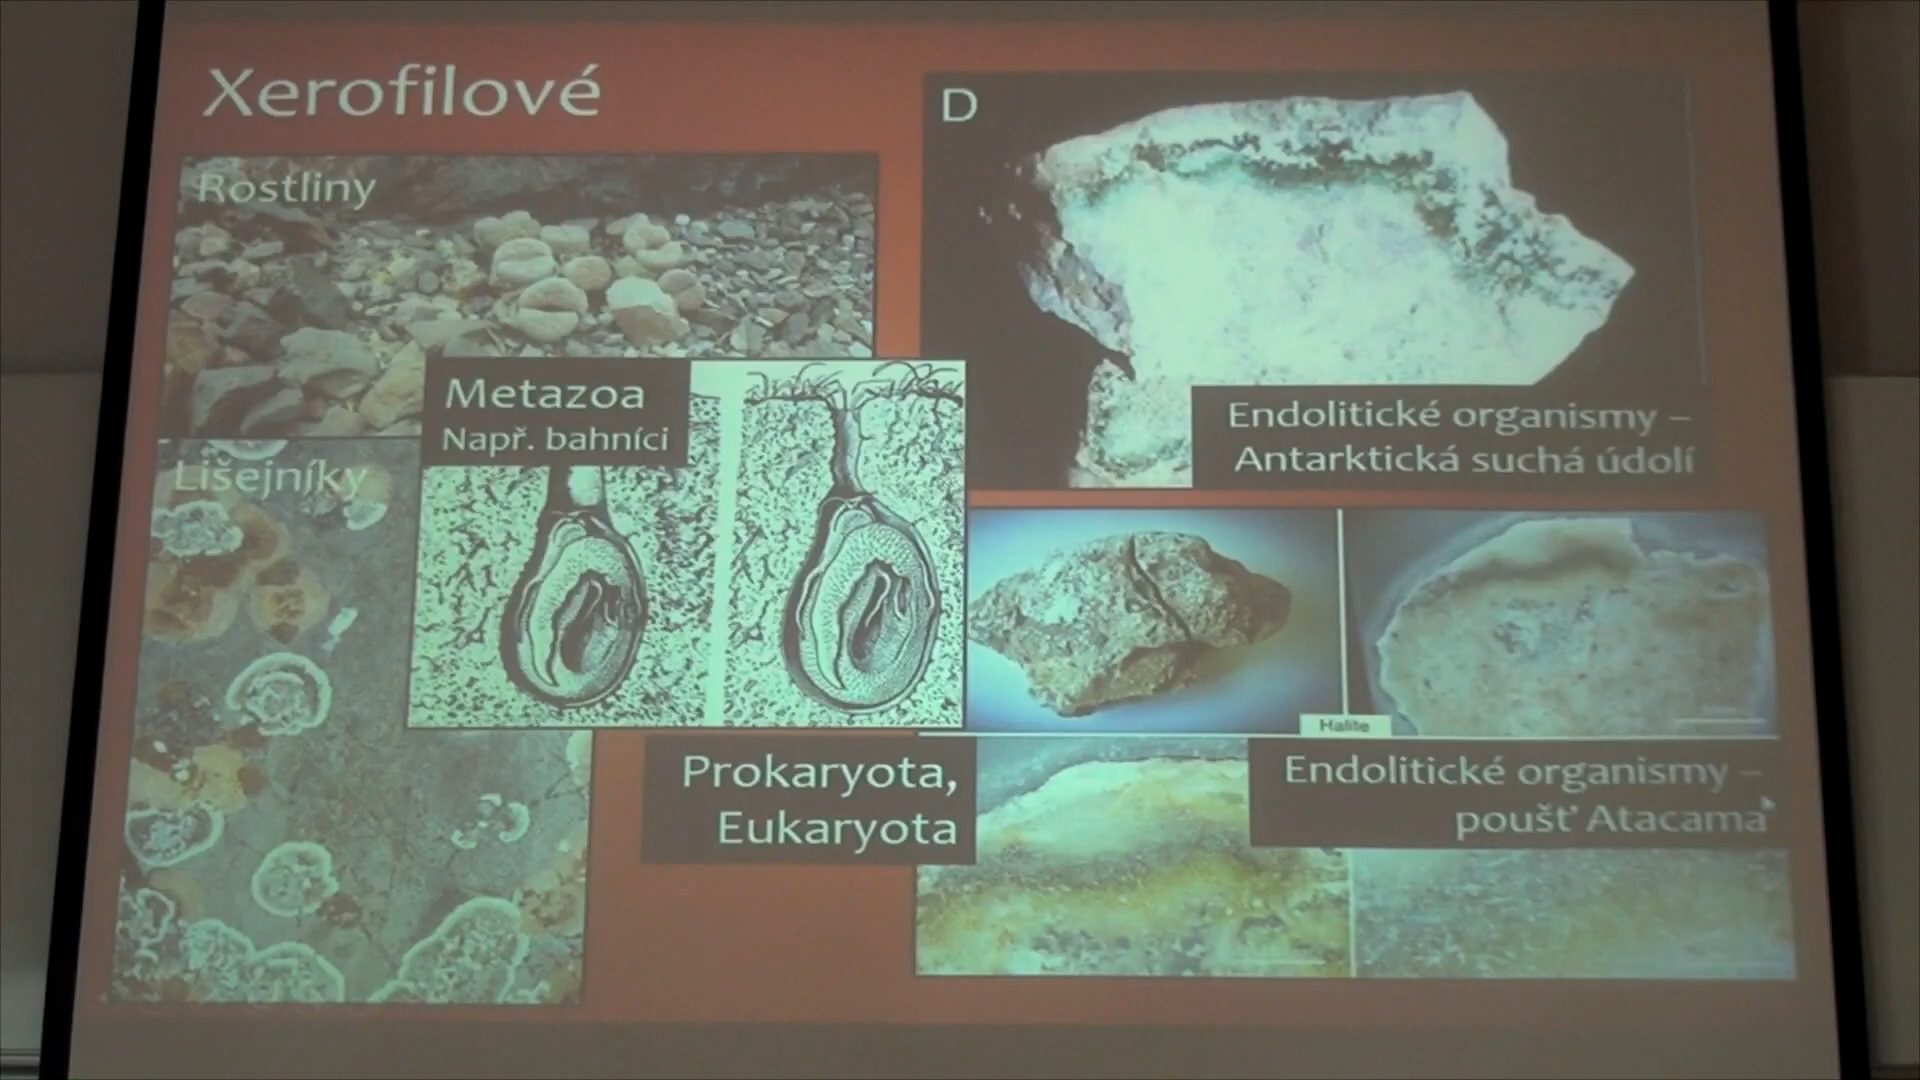 Xerofilové
D
Rostliny
Metazoa
Např. bahníci
Endolitické organismy –
Antarktická suchá údolí
Lišejníky
Halite
Prokaryota,
Eukaryota
Endolitické organismy –
poušť Atacama